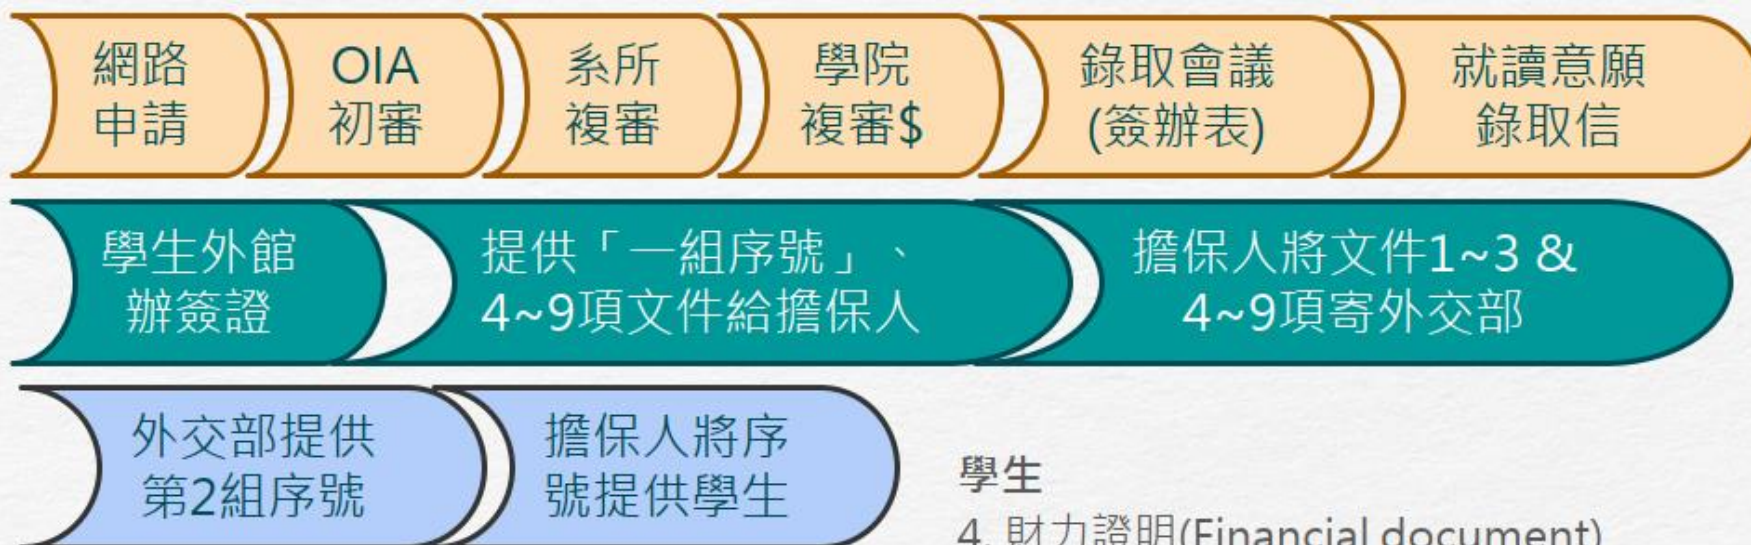 網路
申請
OIA
初審
系所
複審
學院
複審$
錄取會議
(簽辦表)
就讀意願
錄取信
學生外館
辦簽證
提供「一組序號」、
4~9項文件給擔保人
擔保人將文件1~3 &
4~9項寄外交部
外交部提供
第2組序號
擔保人將序
號提供學生
學生
4. 財力證明(Financial document)